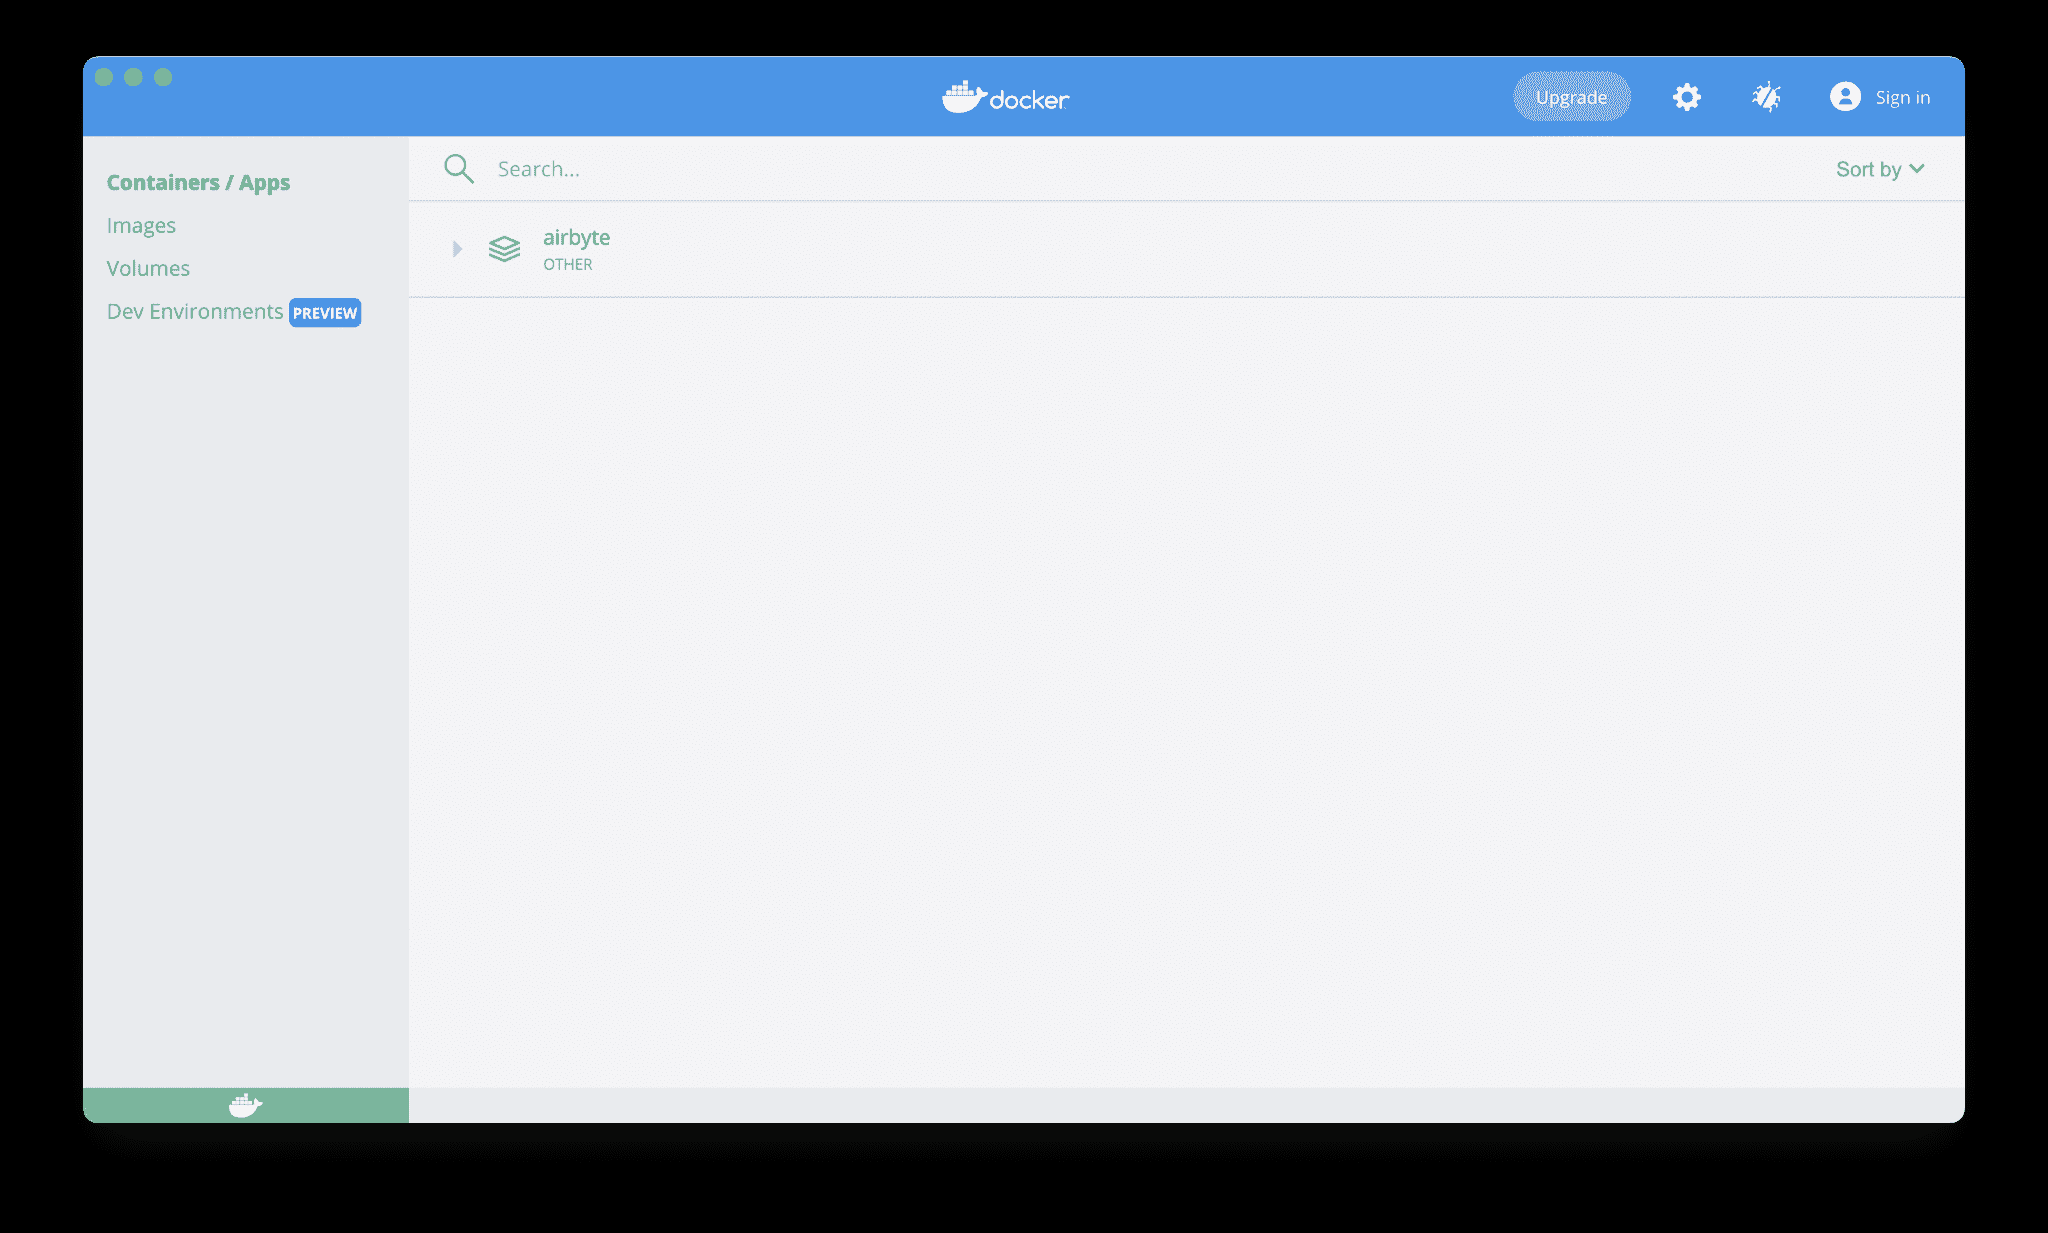 docker
Upgrade
Sign in
Containers / Apps
Images
Volumes
Dev Environments PREVIEW
Search...
Sort by
airbyte
OTHER